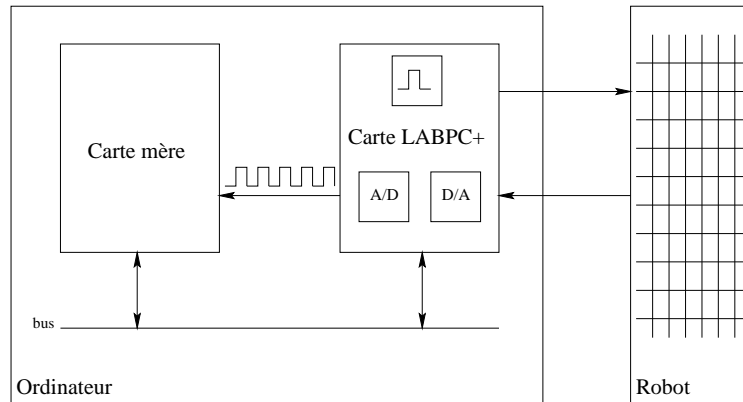 Carte mère
Carte LABPC+
A/D
D/A
bus
Ordinateur
Robot